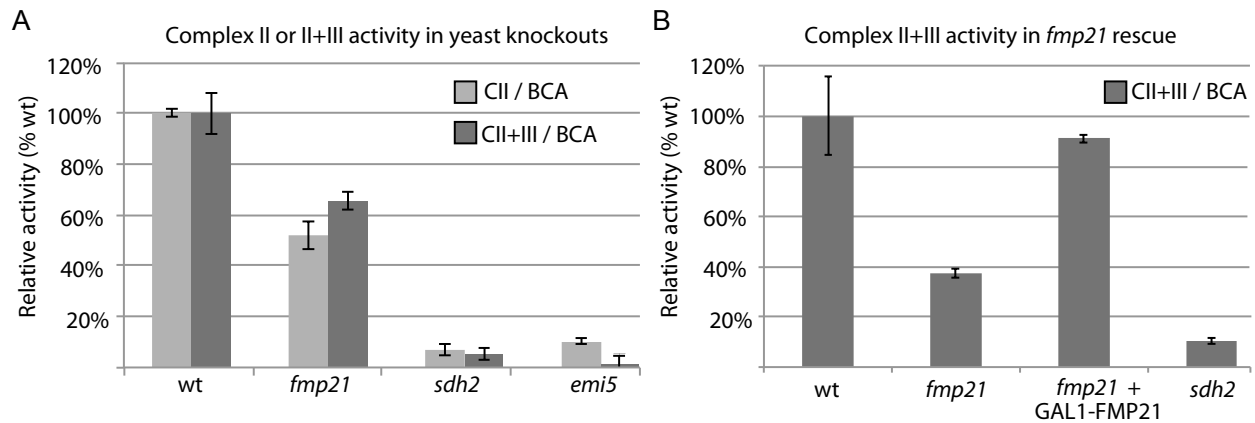 A
Complex II or II+III activity in yeast knockouts
Relative activity (% wt)
120%
100%
80%
60%
40%
20%
CII / BCA
CII+III / BCA
wt
fmp21
sdh2
emi5
B
Complex II+III activity in fmp21 rescue
Relative activity (% wt)
120%
100%
80%
60%
40%
20%
CII+III / BCA
wt
fmp21
fmp21 +
GAL1-FMP21
sdh2